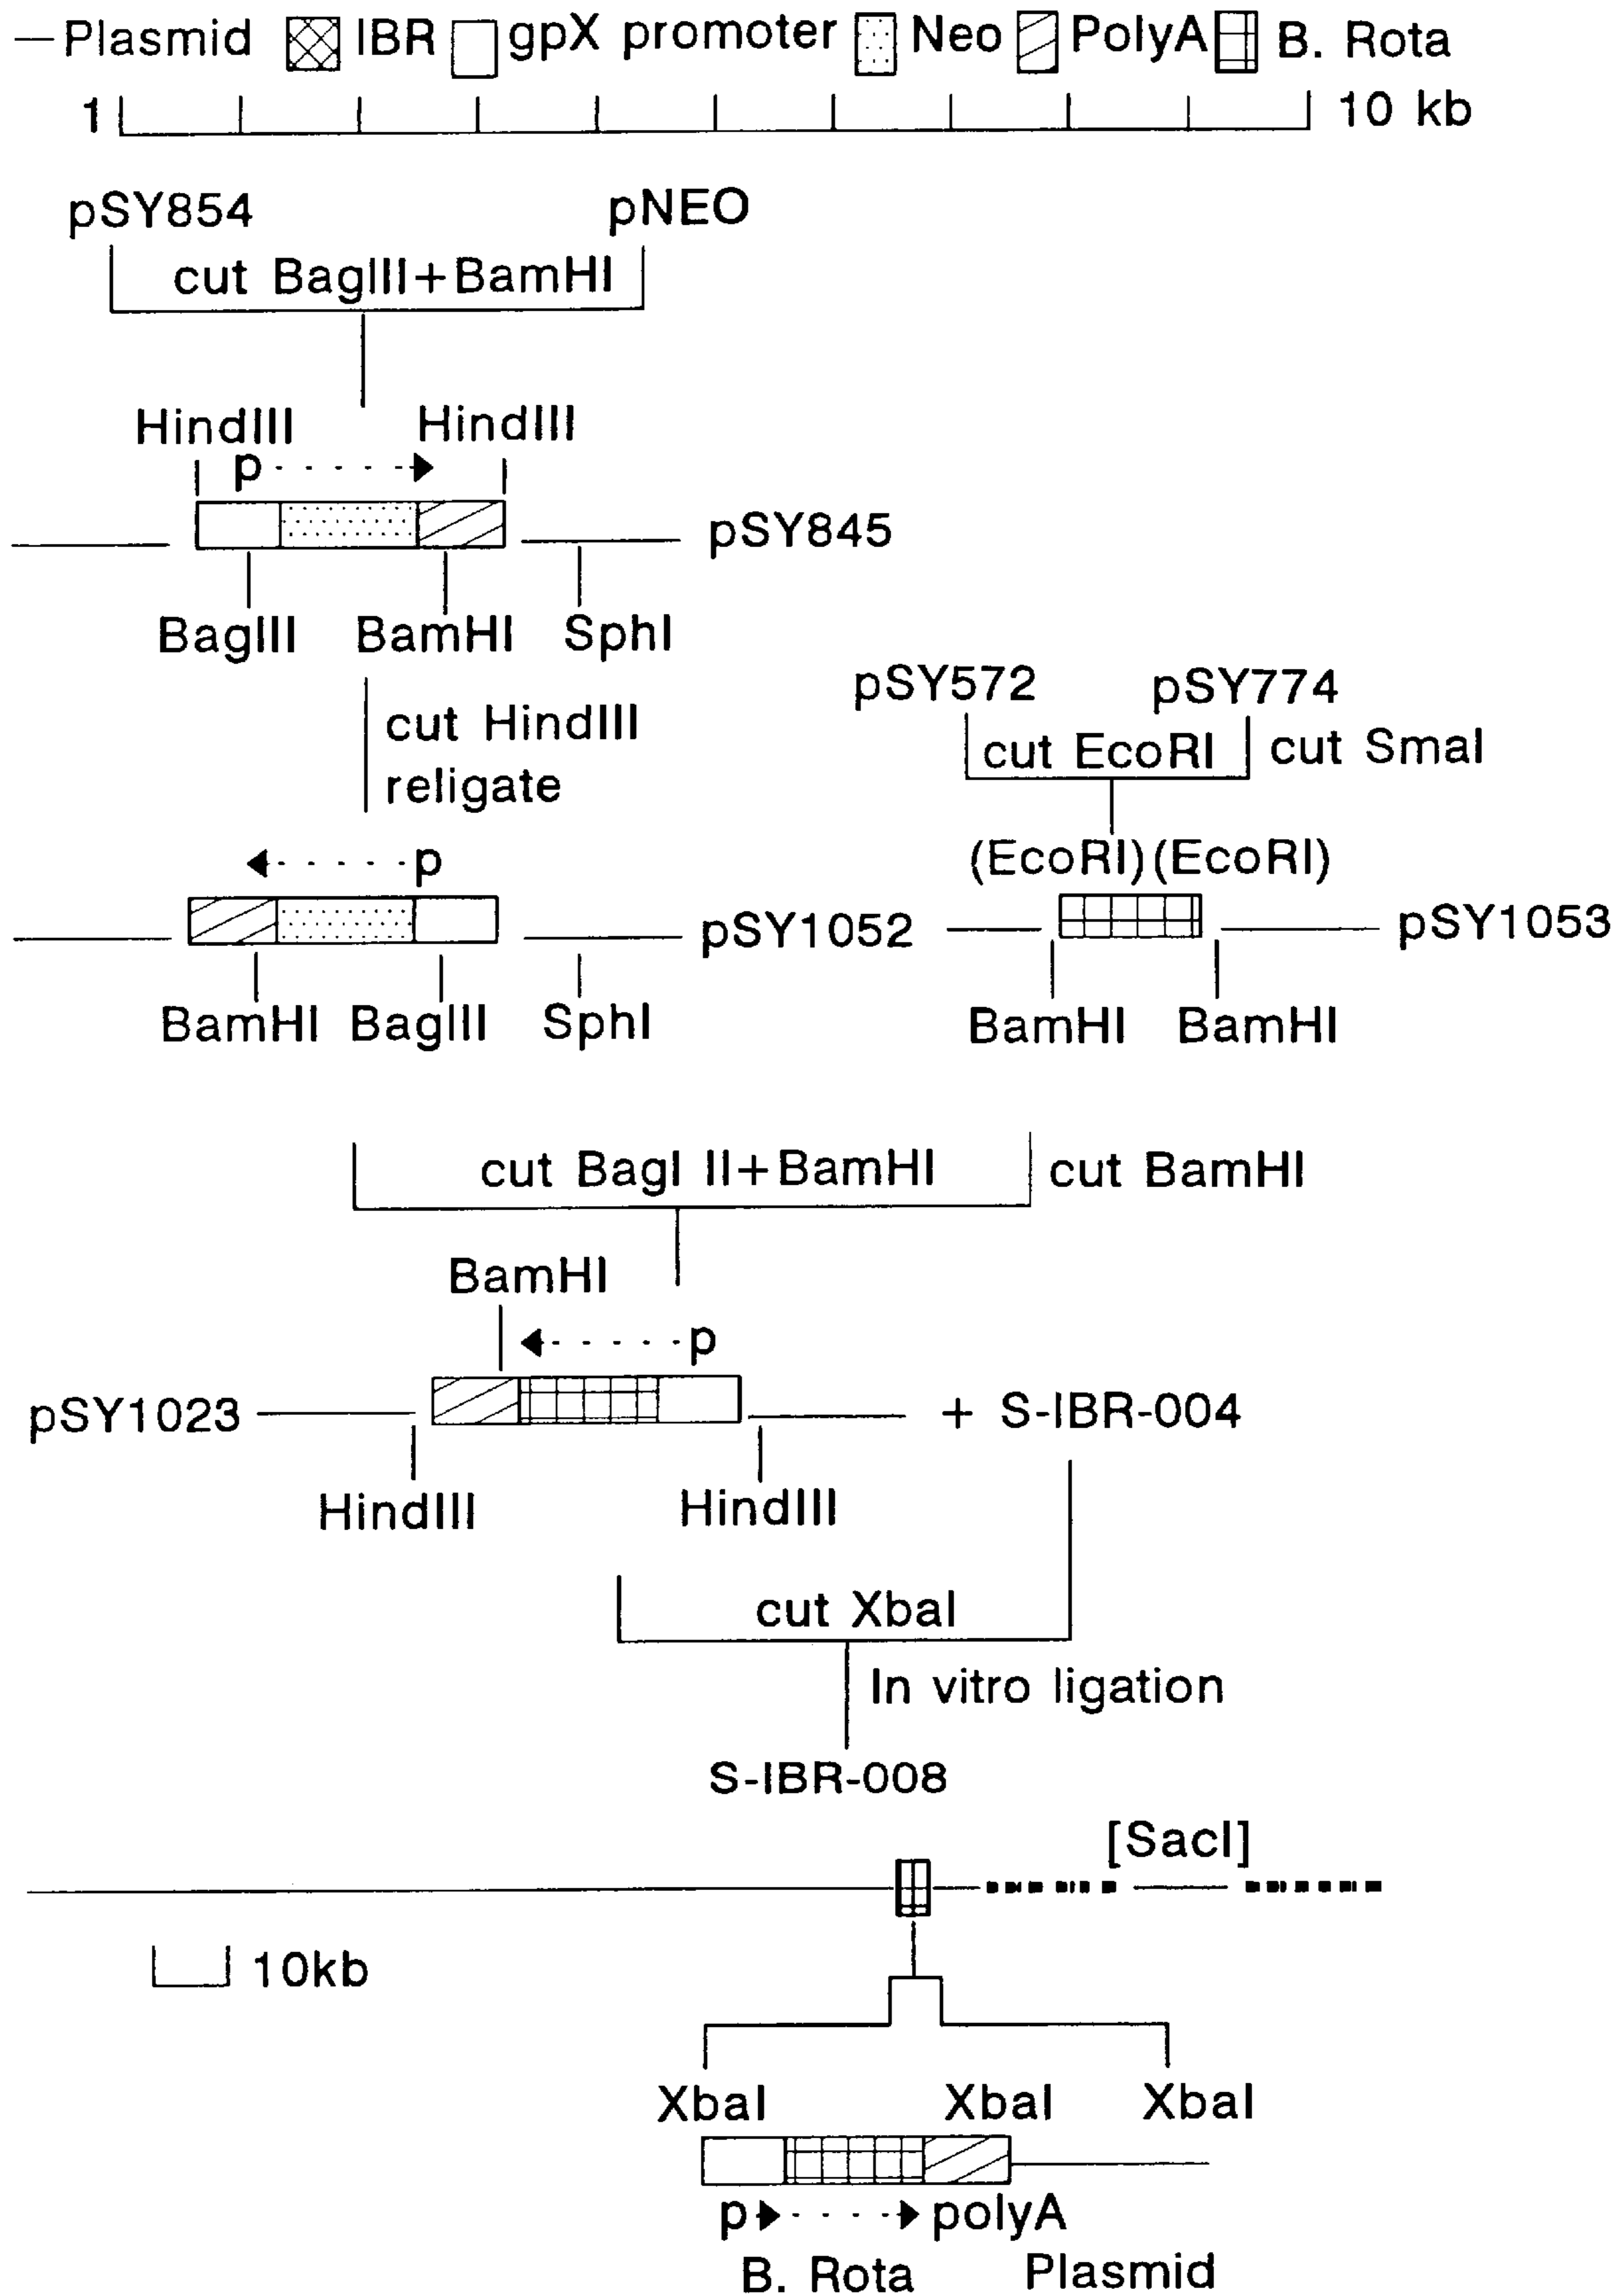 Plasmid IBR gpX promoter Neo PolyA B. Rota
1 10 kb
pSY854 pNEO
cut BaglII+BamHI
HindIII HindIII
p
pSY845
BaglII BamHI SphI
pSY572 pSY774
cut HindIII
religate
cut EcoRI cut SmaI
p
(EcoRI)(EcoRI)
pSY1052 pSY1053
BamHI BaglII SphI BamHI BamHI
cut BagI II+BamHI cut BamHI
BamHI
p
pSY1023 + S-IBR-004
HindIII HindIII
cut XbaI
In vitro ligation
S-IBR-008
[SacI]
10kb
XbaI XbaI XbaI
p polyA
B. Rota Plasmid